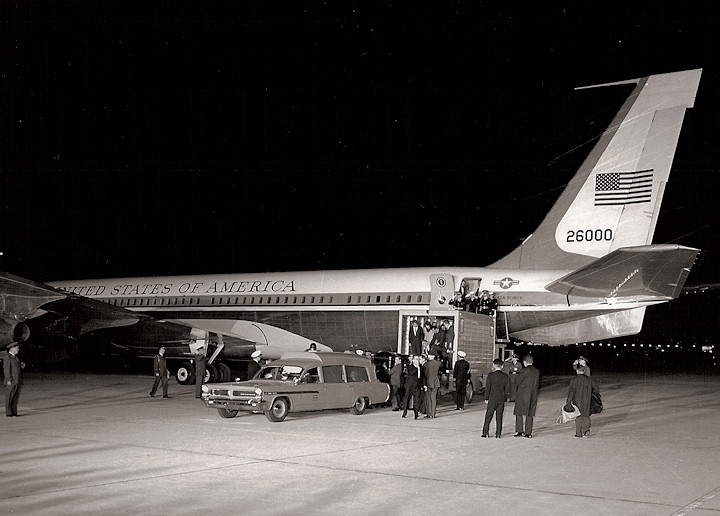 UNITED STATES OF AMERICA
26000